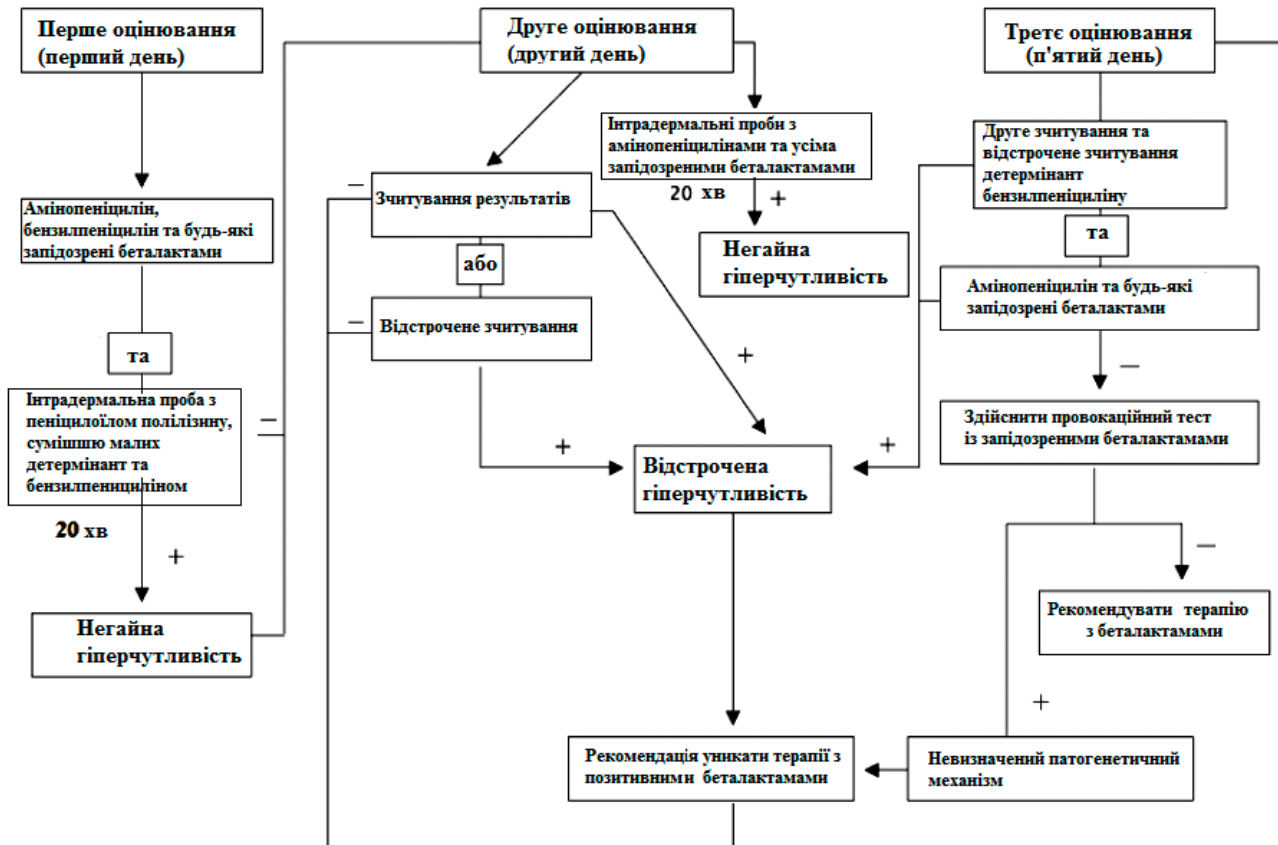 Перше оцінювання
(перший день)
Амінопеніцилін,
бензилпеніцилін та будь-які
запідозрені беталактами
та
Інтрадермальна проба з
пеніцилоїлом полілізину,
сумішшю малих
детермінант та
бензилпенициліном
–
20 хв
+
Негайна
гіперчутливість
Друге оцінювання
(другий день)
Інтрадермальні проби з
амінопеніцилінами та усіма
запідозреними беталактамами
20 хв
+
Негайна
гіперчутливість
–
Зчитування результатів
або
–
Відстрочене зчитування
+
+
Відстрочена
гіперчутливість
+
Рекомендація уникати терапії з
позитивними беталактамами
Третє оцінювання
(п'ятий день)
Друге зчитування та
відстрочене зчитування
детермінант
бензилпеніциліну
та
Амінопеніцилін та будь-які
запідозрені беталактами
–
Здійснити провокаційний тест
із запідозреними беталактамами
–
Рекомендувати терапію
з беталактамами
+
Невизначений патогенетичний
механізм